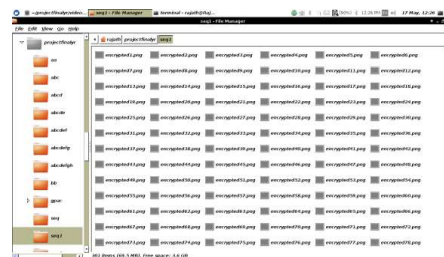 seq1 - File Manager
terminal - rajath@
12:26 PM 17 May, 12:26
seq1 - File Manager
File Edit View Go Help
rajath projectfinalyr seq1
projectfinalyr
aa
abc
abcd
abcde
abcdef
abcdefg
abcdefgh
bb
gpan
seq
seq1
encrypted1.png encrypted2.png encrypted3.png encrypted4.png encrypted5.png encrypted6.png
encrypted7.png encrypted8.png encrypted9.png encrypted10.png encrypted11.png encrypted12.png
encrypted13.png encrypted14.png encrypted15.png encrypted16.png encrypted17.png encrypted18.png
encrypted19.png encrypted20.png encrypted21.png encrypted22.png encrypted23.png encrypted24.png
encrypted25.png encrypted26.png encrypted27.png encrypted28.png encrypted29.png encrypted30.png
encrypted31.png encrypted32.png encrypted33.png encrypted34.png encrypted35.png encrypted36.png
encrypted37.png encrypted38.png encrypted39.png encrypted40.png encrypted41.png encrypted42.png
encrypted43.png encrypted44.png encrypted45.png encrypted46.png encrypted47.png encrypted48.png
encrypted49.png encrypted50.png encrypted51.png encrypted52.png encrypted53.png encrypted54.png
encrypted55.png encrypted56.png encrypted57.png encrypted58.png encrypted59.png encrypted60.png
encrypted61.png encrypted62.png encrypted63.png encrypted64.png encrypted65.png encrypted66.png
encrypted67.png encrypted68.png encrypted69.png encrypted70.png encrypted71.png encrypted72.png
encrypted73.png encrypted74.png encrypted75.png encrypted76.png encrypted77.png encrypted78.png